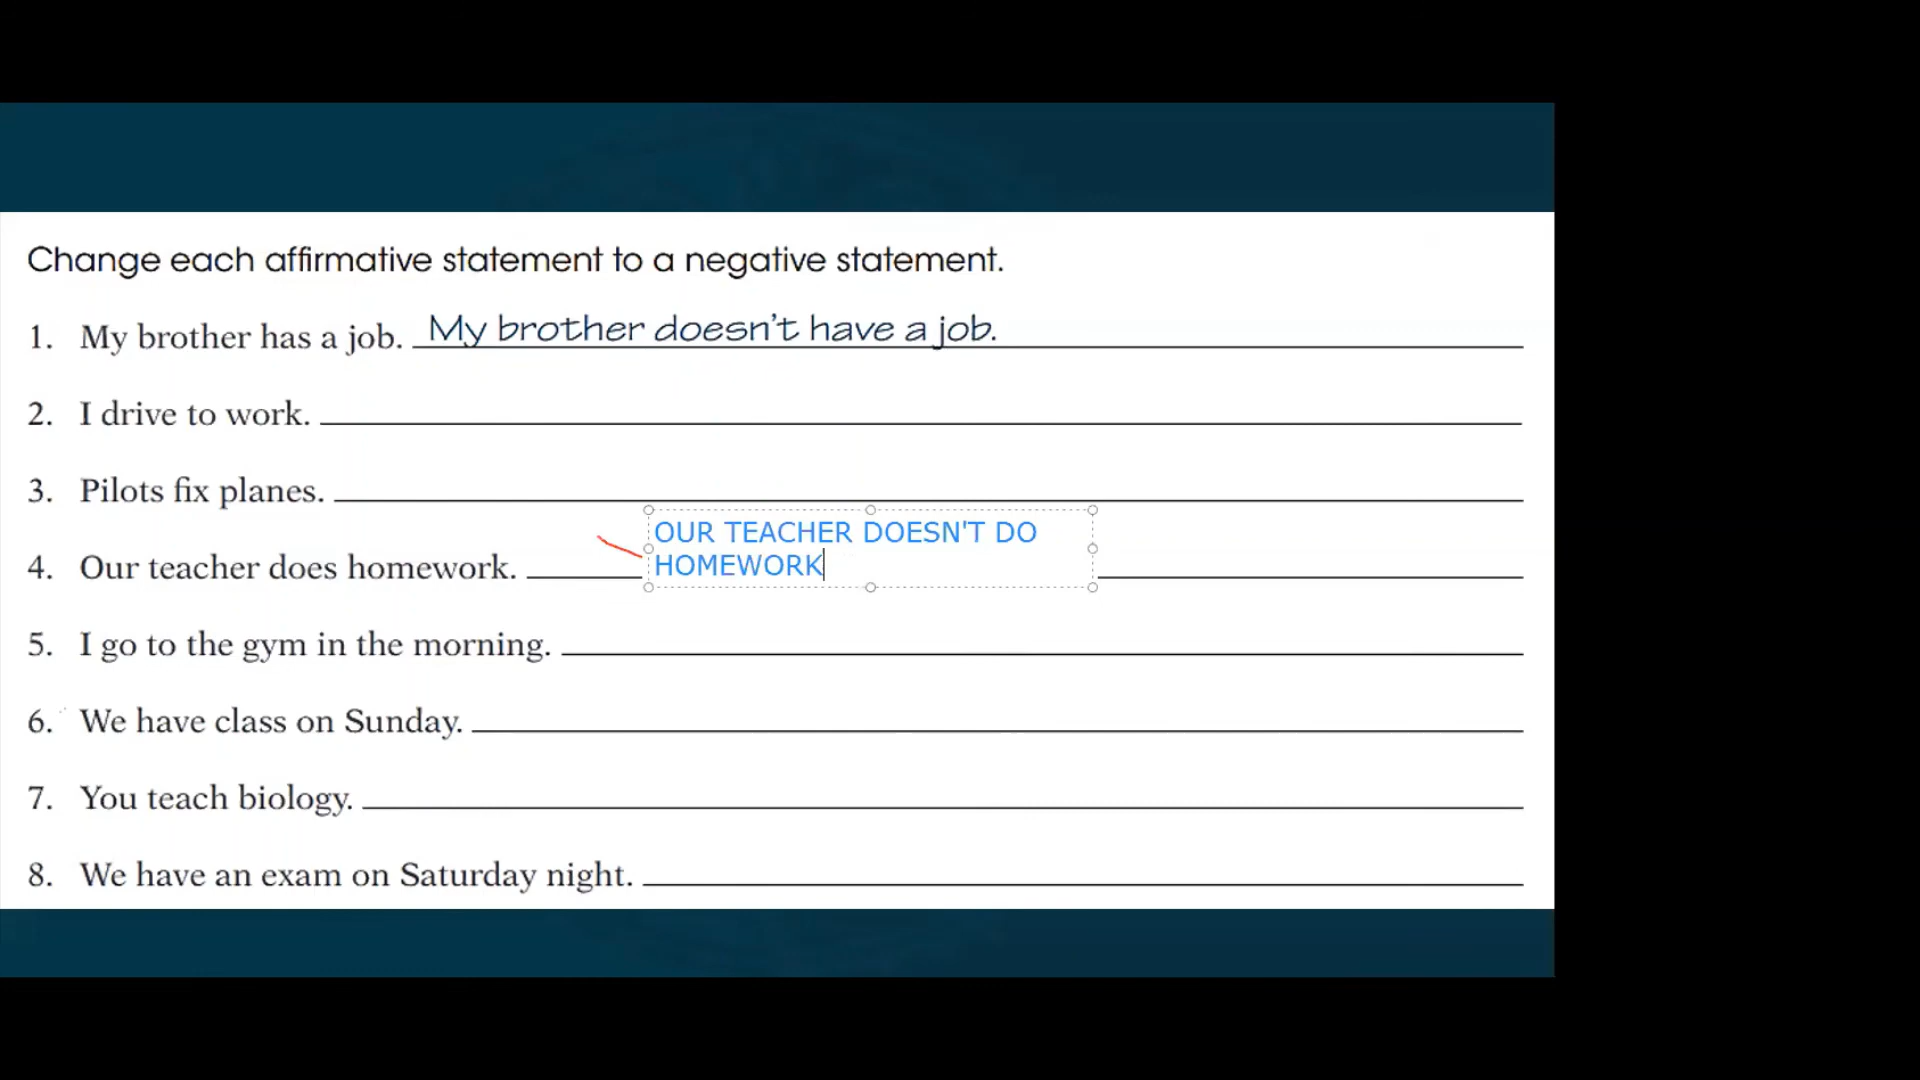 Change each affirmative statement to a negative statement.
1. My brother has a job. My brother doesn't have a job.
2. I drive to work.
3. Pilots fix planes.
OUR TEACHER DOESN'T DO
HOMEWORK
4. Our teacher does homework.
5. I go to the gym in the morning.
6. We have class on Sunday.
7. You teach biology.
8. We have an exam on Saturday night.